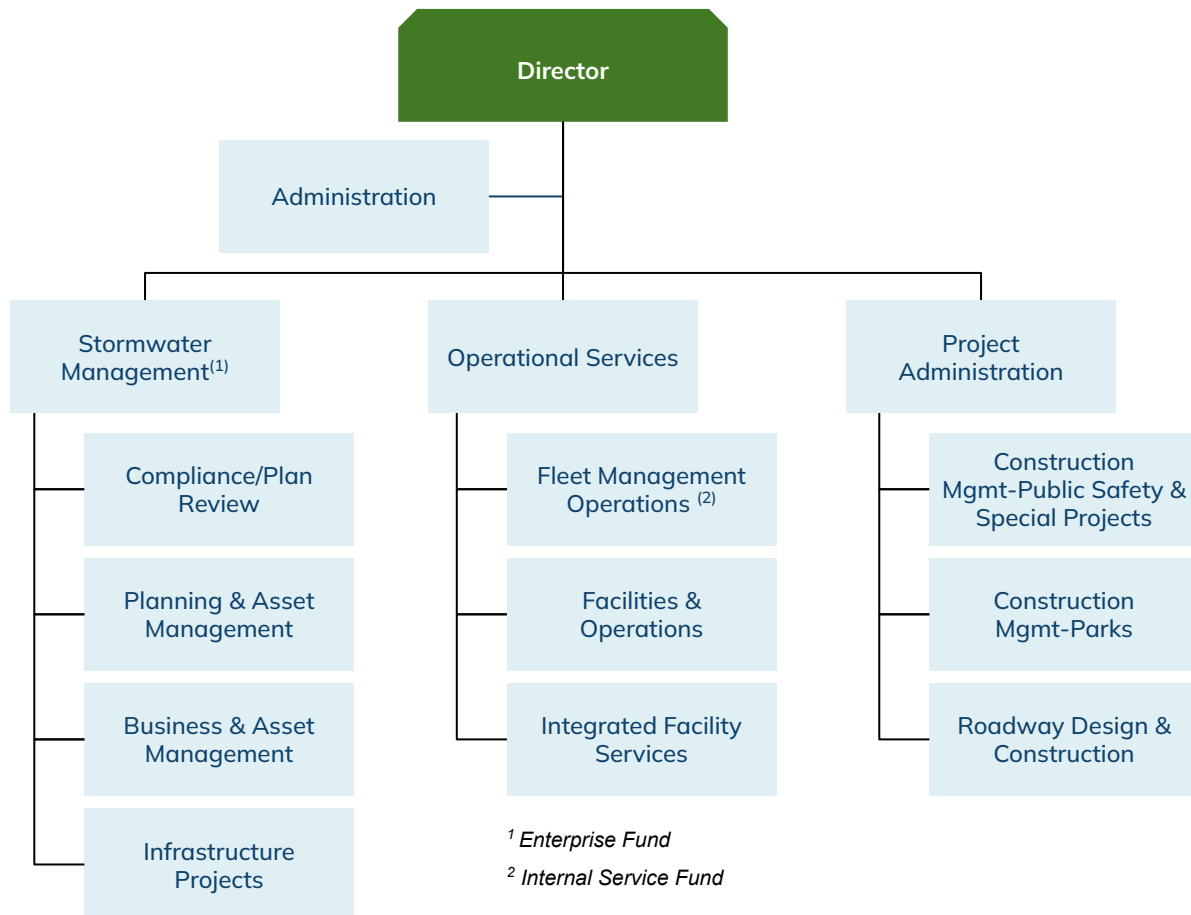 Director
Administration
Stormwater
Management(1)
Compliance/Plan
Review
Planning & Asset
Management
Business & Asset
Management
Infrastructure
Projects
Operational Services
Fleet Management
Operations (2)
Facilities &
Operations
Integrated Facility
Services
Project
Administration
Construction
Mgmt-Public Safety &
Special Projects
Construction
Mgmt-Parks
Roadway Design &
Construction
1 Enterprise Fund
2 Internal Service Fund